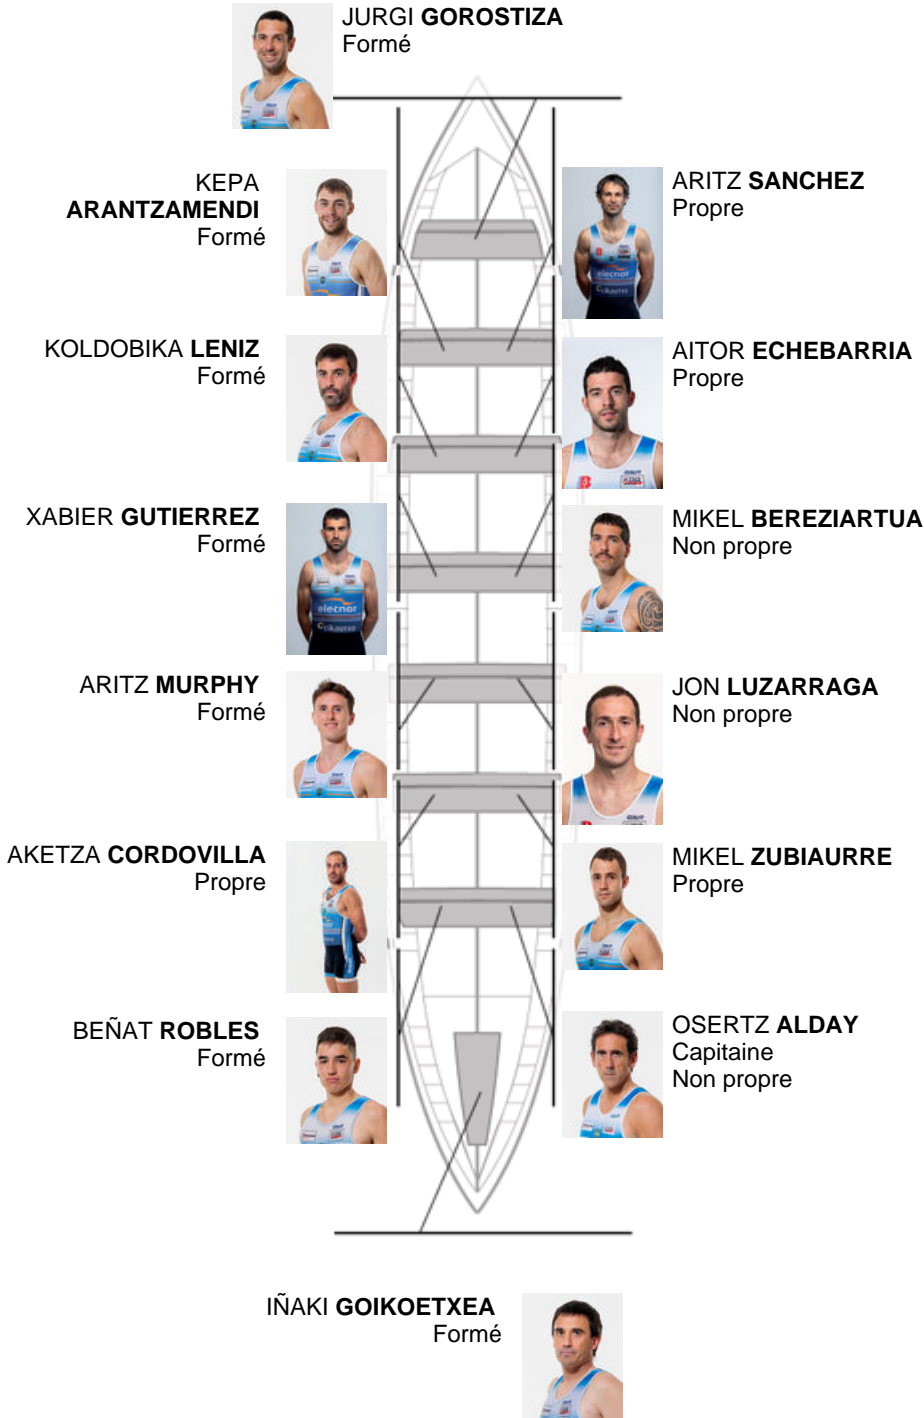 JURGI GOROSTIZA
Formé
KEPA
ARANTZAMENDI
Formé
ARITZ SANCHEZ
Propre
elecnor
KOLDOBIKA LENIZ
Formé
AITOR ECHEBARRIA
Propre
XABIER GUTIERREZ
Formé
elecnor
MIKEL BEREZIARTUA
Non propre
ARITZ MURPHY
Formé
JON LUZARRAGA
Non propre
AKETZA CORDOVILLA
Propre
MIKEL ZUBIAURRE
Propre
BEÑAT ROBLES
Formé
OSERTZ ALDAY
Capitaine
Non propre
IÑAKI GOIKOETXEA
Formé